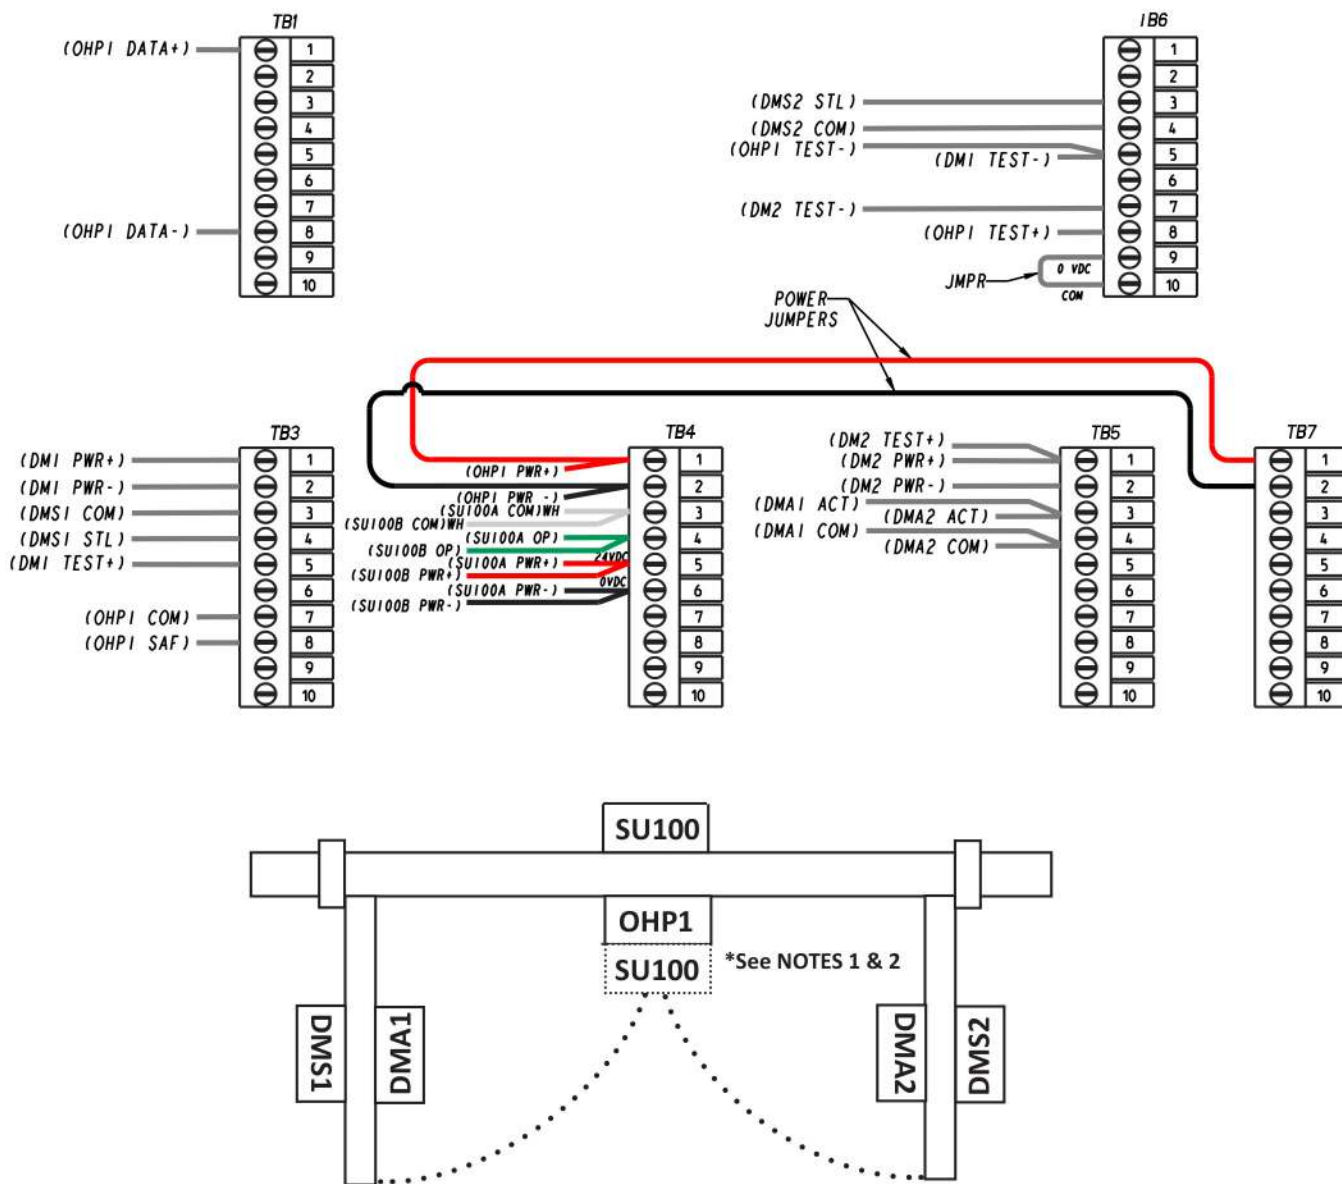 TB1
(OHP1 DATA+)
1
2
3
4
5
6
7
(OHP1 DATA-)
8
9
10
IB6
1
2
(DMS2 STL)
3
(DMS2 COM)
4
(OHP1 TEST-)
(DM1 TEST-)
5
6
(DM2 TEST-)
7
(OHP1 TEST+)
8
9
0 VDC
JMPR
COM
10
POWER
JUMPERS
TB3
(DM1 PWR+)
1
(DM1 PWR-)
2
(DMS1 COM)
3
(DMS1 STL)
4
(DM1 TEST+)
5
6
(OHP1 COM)
7
(OHP1 SAF)
8
9
10
TB4
(OHP1 PWR+)
1
(OHP1 PWR -)
2
(SU100A COM)WH
3
(SU100B COM)WH
(SU100A OP)
4
(SU100B OP)
24VDC
(SU100A PWR+)
5
(SU100B PWR+)
0VDC
(SU100A PWR-)
6
(SU100B PWR-)
7
8
9
10
TB5
(DM2 TEST+)
(DM2 PWR+)
1
(DM2 PWR-)
2
(DMA1 ACT)
(DMA2 ACT)
3
(DMA1 COM)
(DMA2 COM)
4
5
6
7
8
9
10
TB7
1
2
3
4
5
6
7
8
9
10
SU100
OHP1
SU100
*See NOTES 1 & 2
DMS1
DMA1
DMA2
DMS2